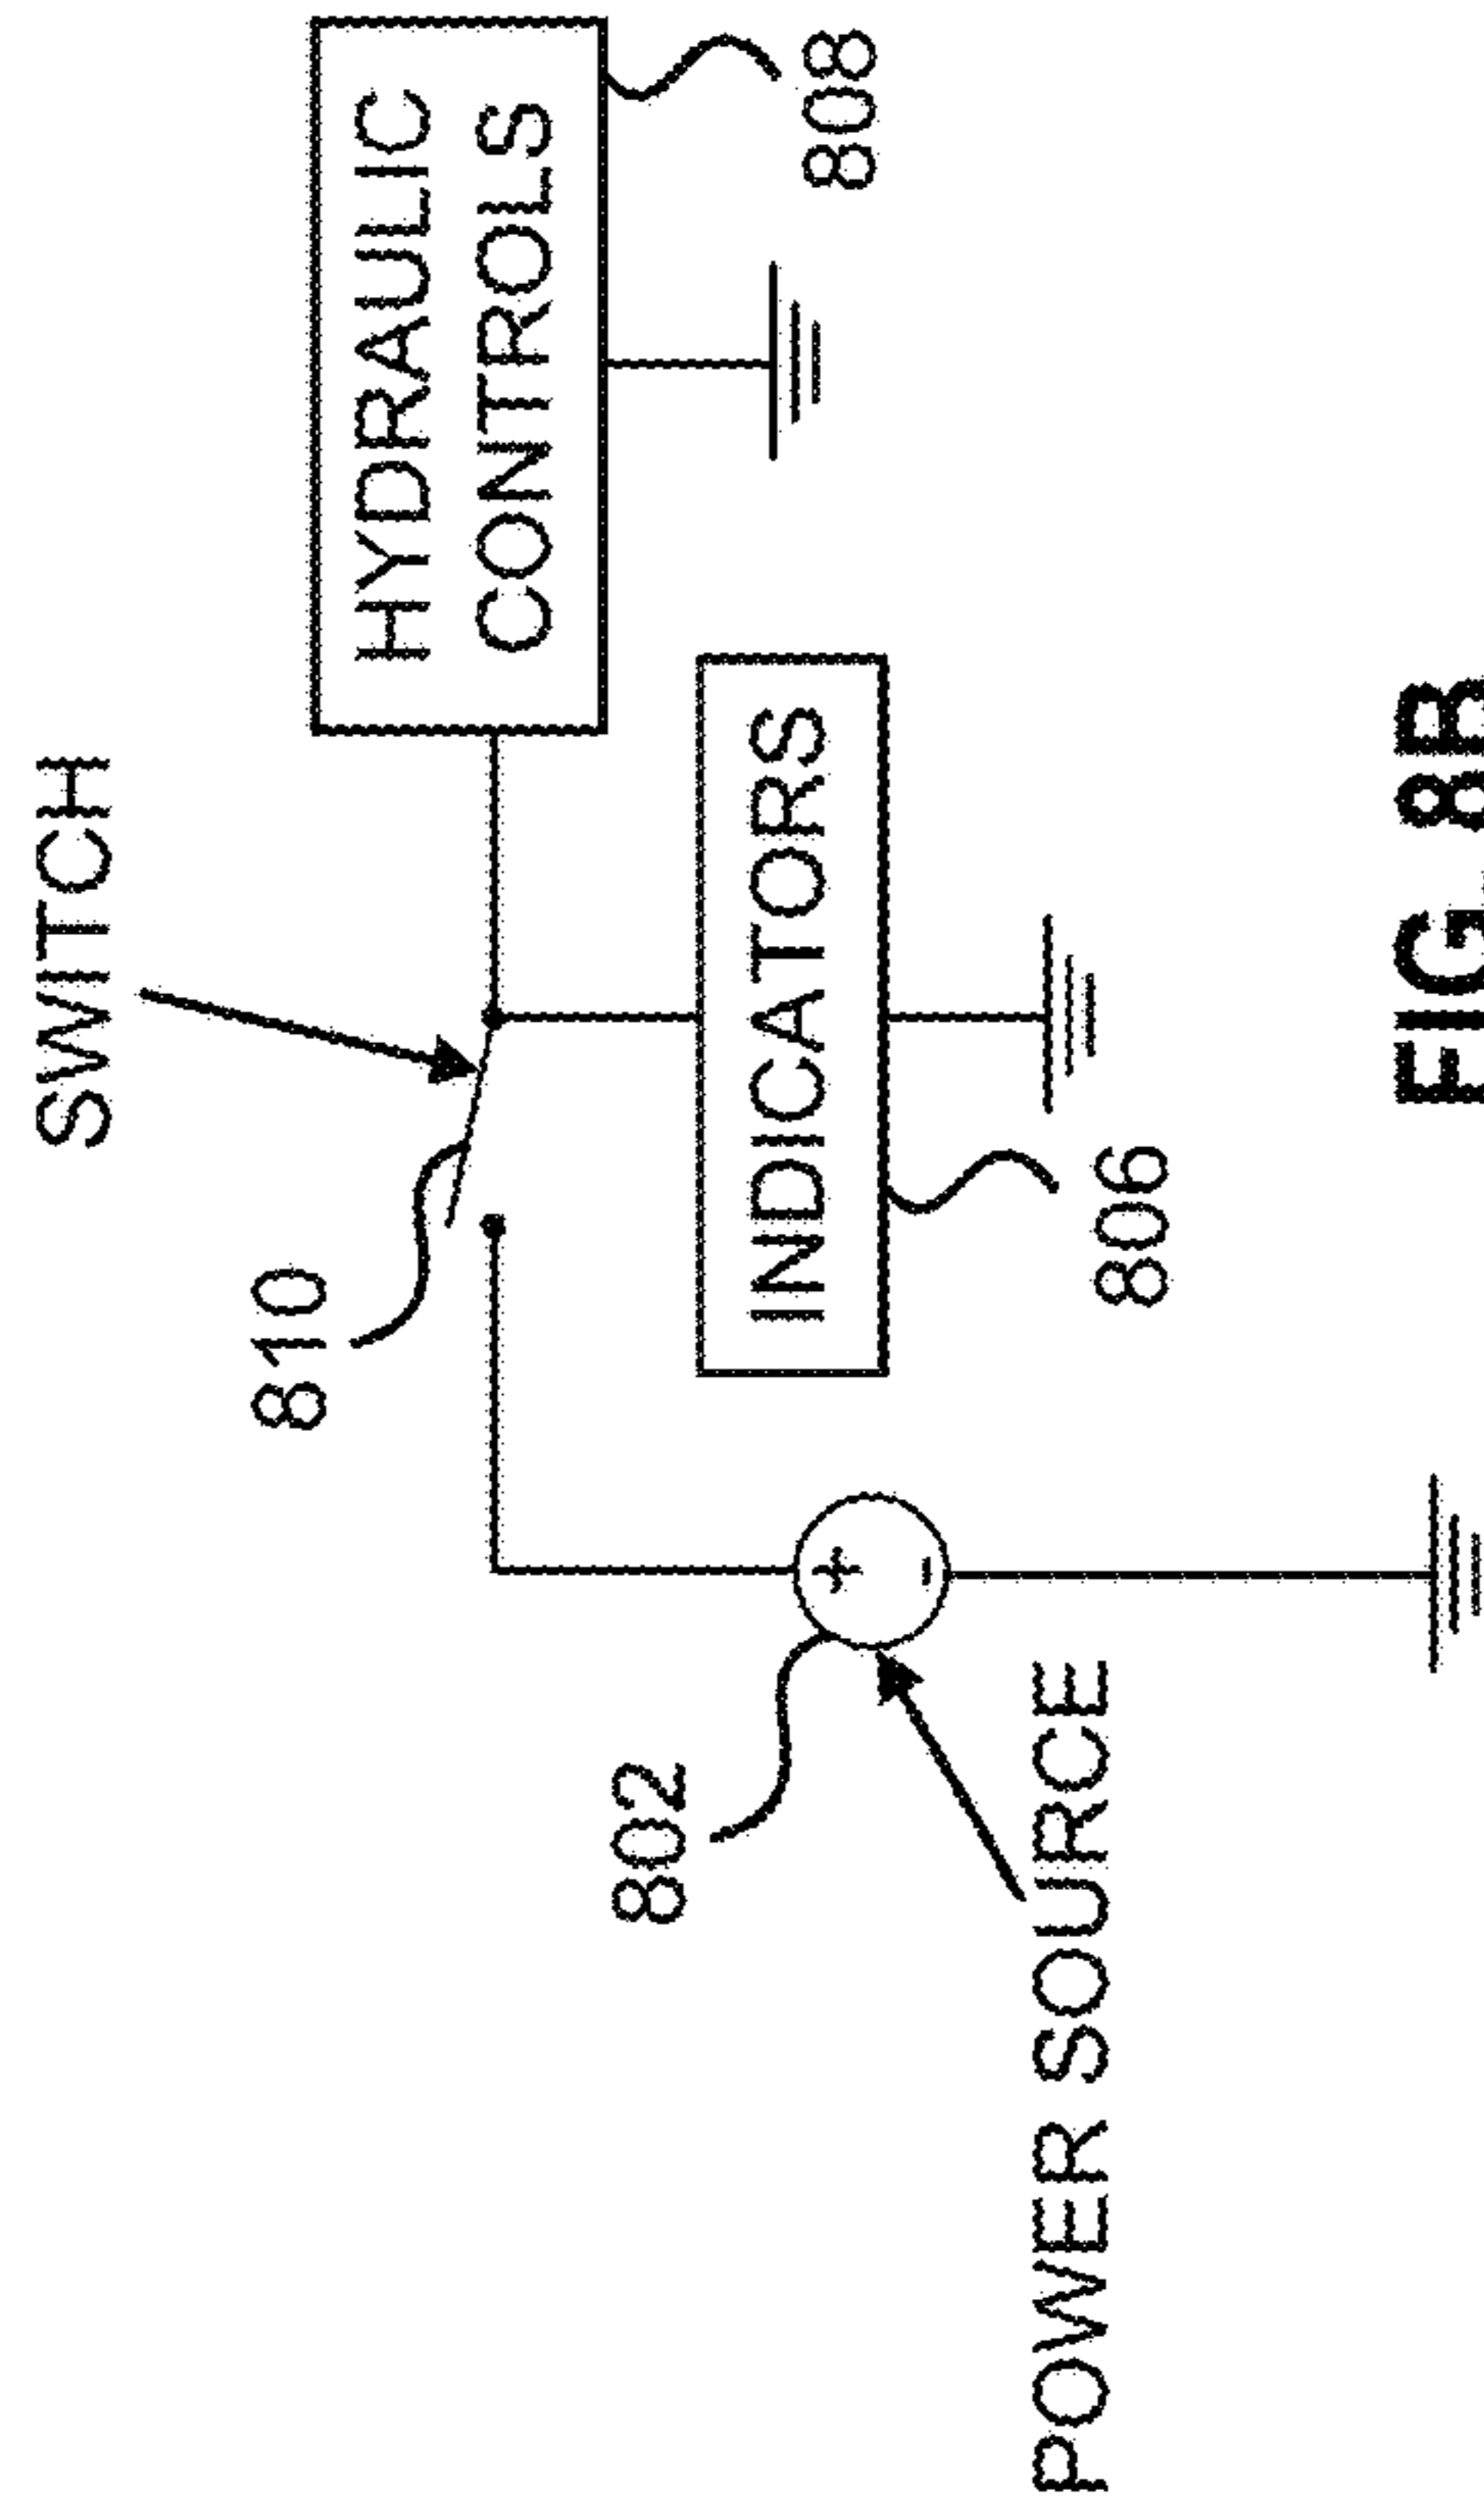 SWITCH
810
HYDRAULIC
CONTROLS
808
802
+
-
INDICATORS
806
POWER SOURCE
FIG. 8B